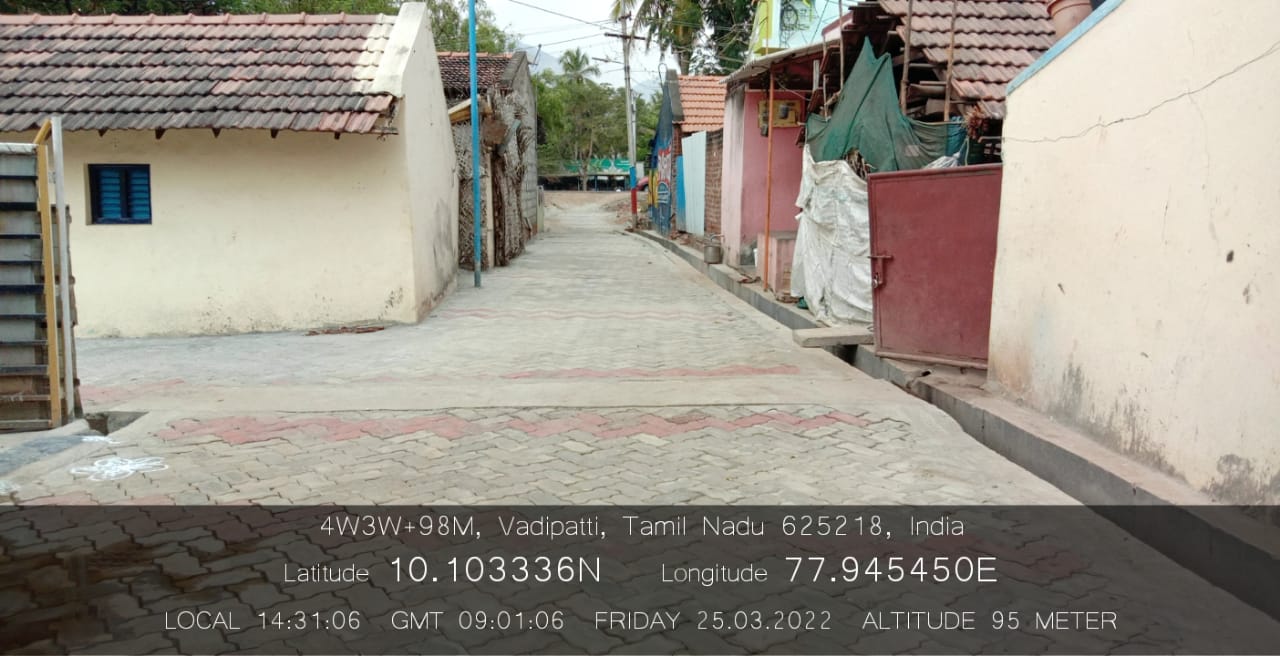 4W3W+98M, Vadipatti, Tamil Nadu 625218, India
Latitude 10.103336N Longitude 77.945450E
LOCAL 14:31:06 GMT 09:01:06 FRIDAY 25.03.2022 ALTITUDE 95 METER